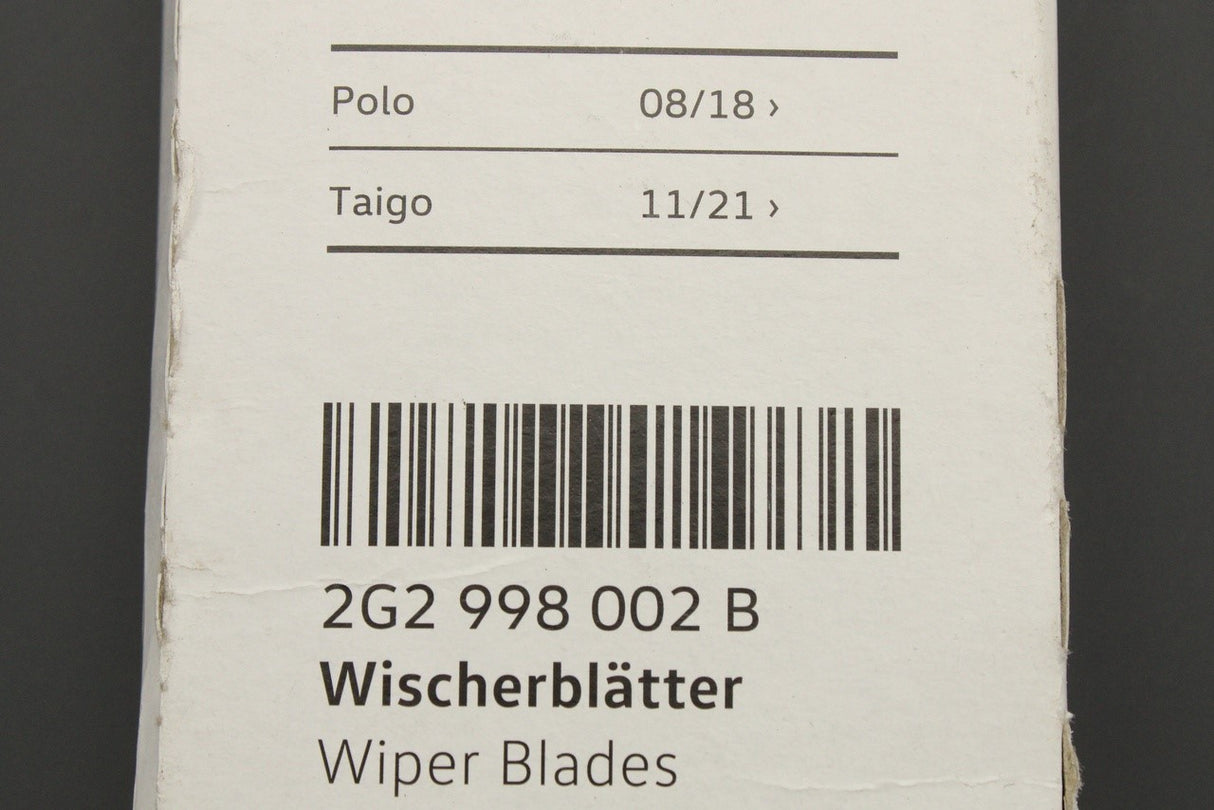 Polo 08/18 ›
Taigo 11/21 ›
2G2 998 002 B
Wischerblätter
Wiper Blades